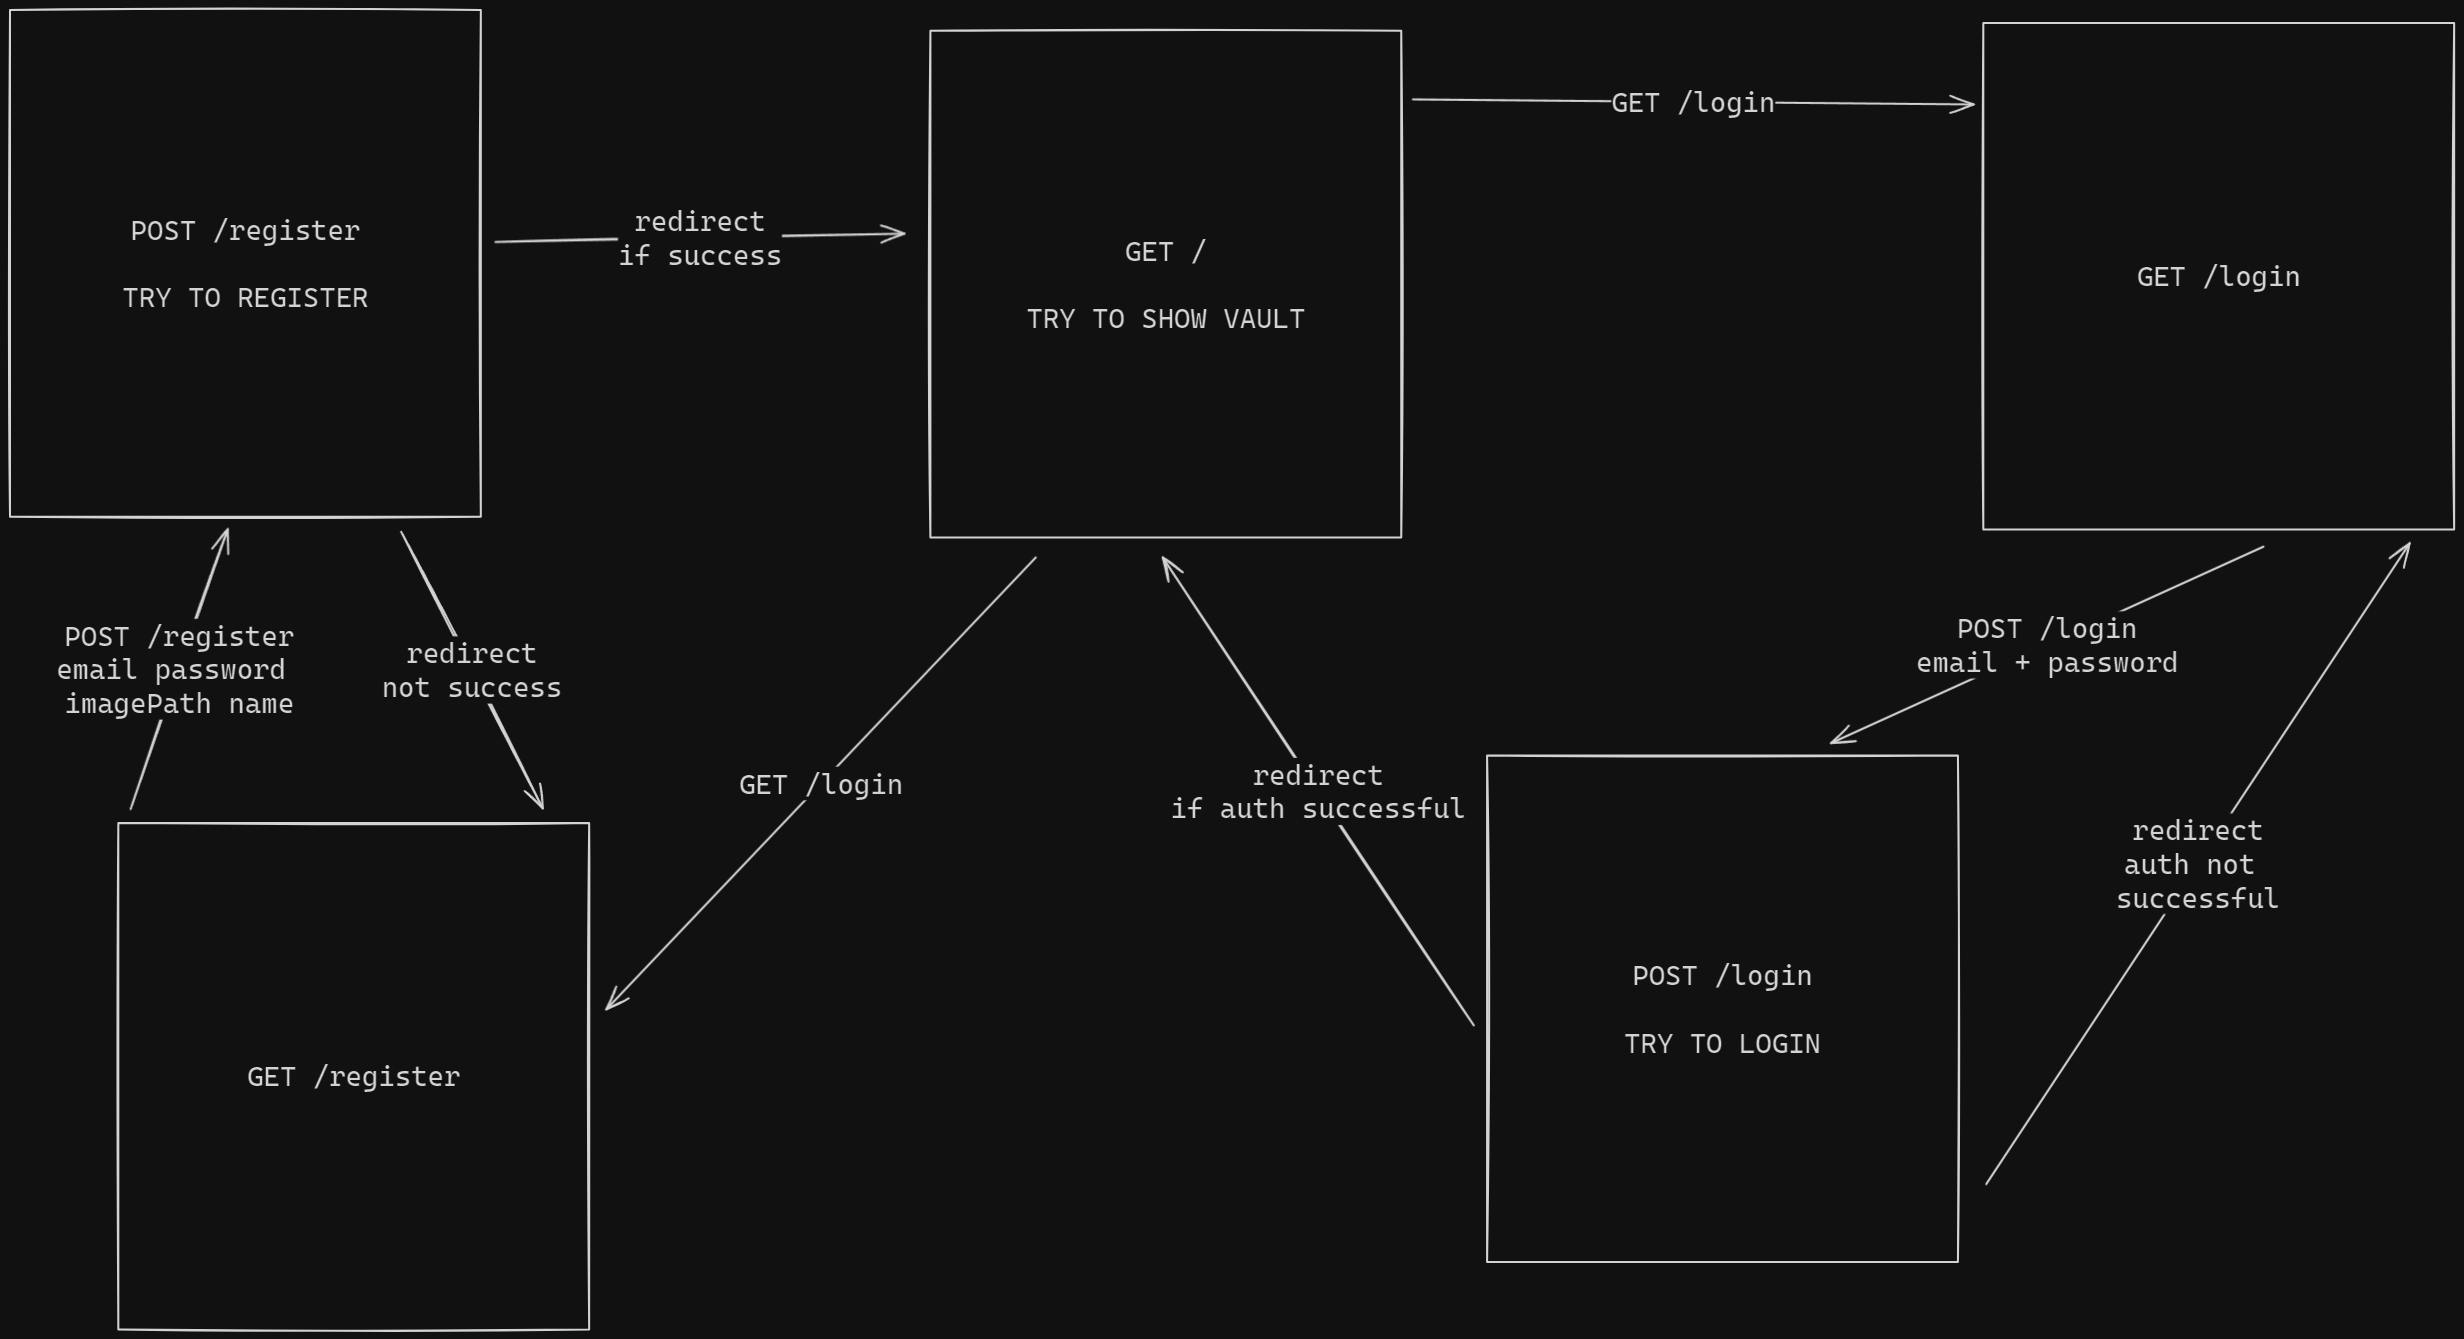 POST /register
TRY TO REGISTER
redirect
if success
GET /
TRY TO SHOW VAULT
GET /login
GET /login
POST /register
email password
imagePath name
redirect
not success
GET /login
redirect
if auth successful
POST /login
email + password
redirect
auth not
successful
GET /register
POST /login
TRY TO LOGIN